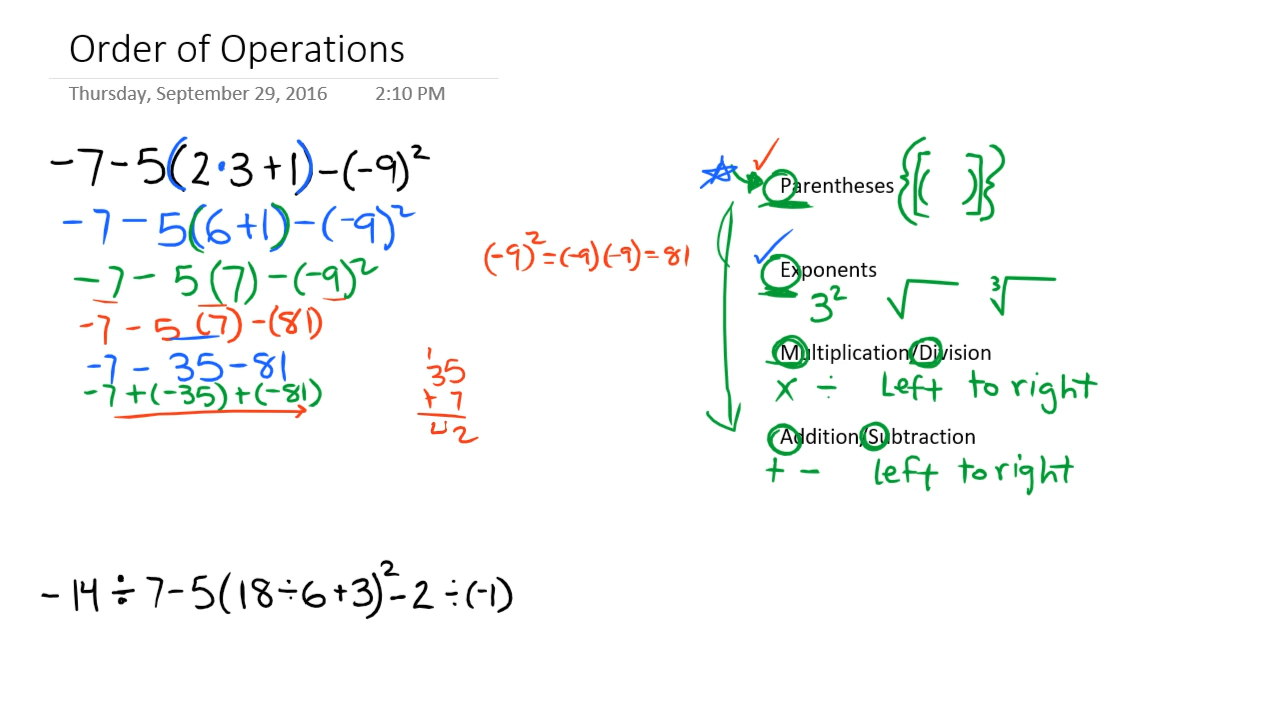 Order of Operations
Thursday, September 29, 2016 2:10 PM
-7-5(2·3+1)-(-9)²
-7-5(6+1)-(-9)²
-7-5(7)-(-9)²
-7-5(7)-(81)
-7-35-81
-7+(-35)+(-81)
(-9)²=(-9)(-9)=81
1
35
+ 7
42
Parentheses {[( )]}
Exponents
3² √ ³√
Multiplication/Division
x ÷ left to right
Addition/Subtraction
+ - left to right
-14÷7-5(18÷6+3)²-2÷(-1)